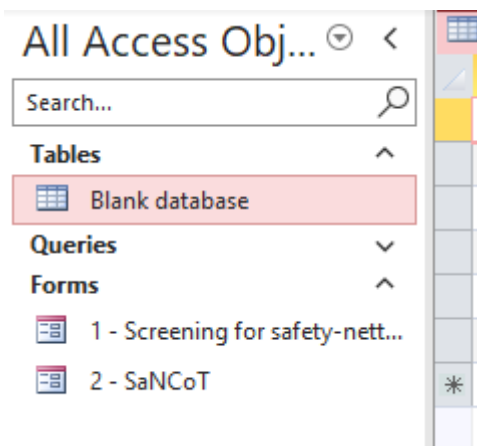 All Access Obj...
Search...
Tables
Blank database
Queries
Forms
1 - Screening for safety-nett...
2 - SaNCoT